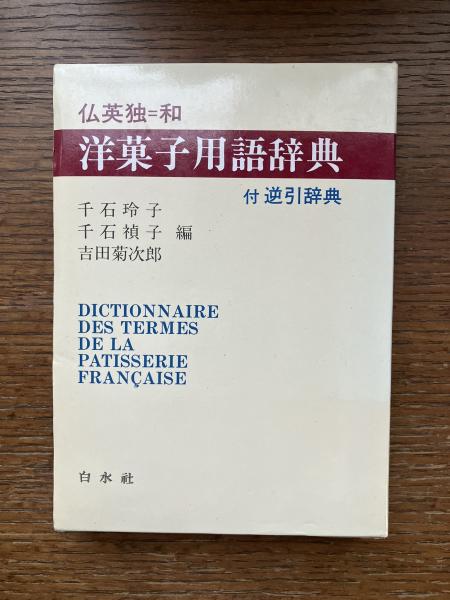 仏英独=和
洋菓子用語辞典
付 逆引辞典
千石玲子
千石禎子 編
吉田菊次郎
DICTIONNAIRE
DES TERMES
DE LA
PATISSERIE
FRANÇAISE
白水社